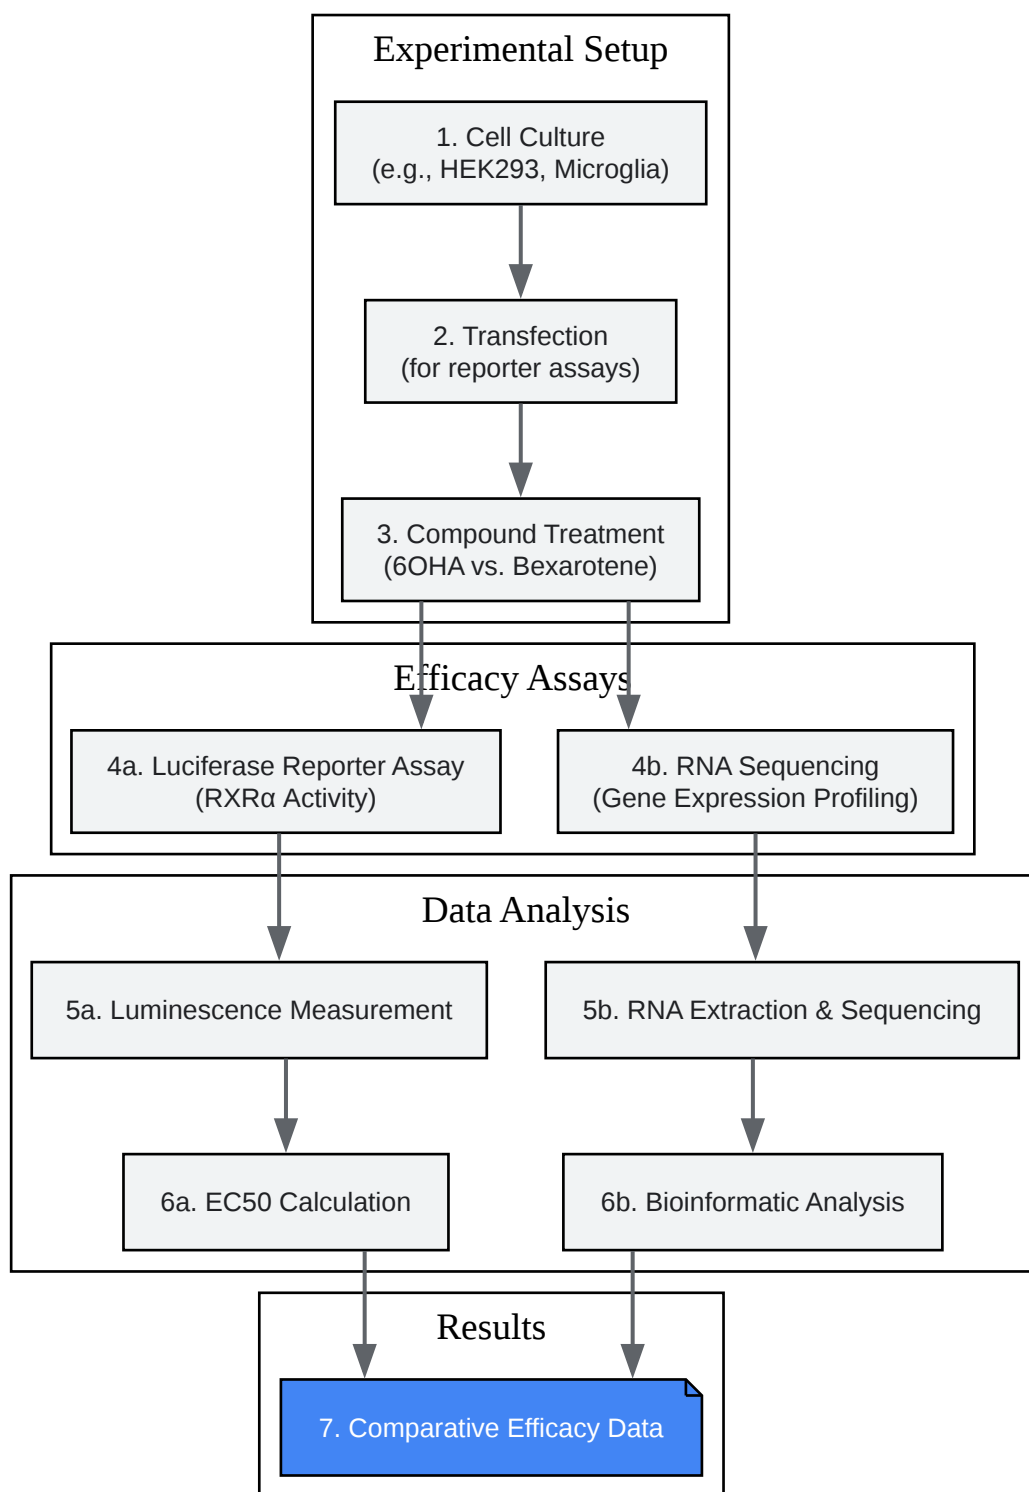 Experimental Setup
1. Cell Culture
(e.g., HEK293, Microglia)
2. Transfection
(for reporter assays)
3. Compound Treatment
(6OHA vs. Bexarotene)
Efficacy Assays
4a. Luciferase Reporter Assay
(RXRα Activity)
4b. RNA Sequencing
(Gene Expression Profiling)
Data Analysis
5a. Luminescence Measurement
5b. RNA Extraction & Sequencing
6a. EC50 Calculation
6b. Bioinformatic Analysis
Results
7. Comparative Efficacy Data